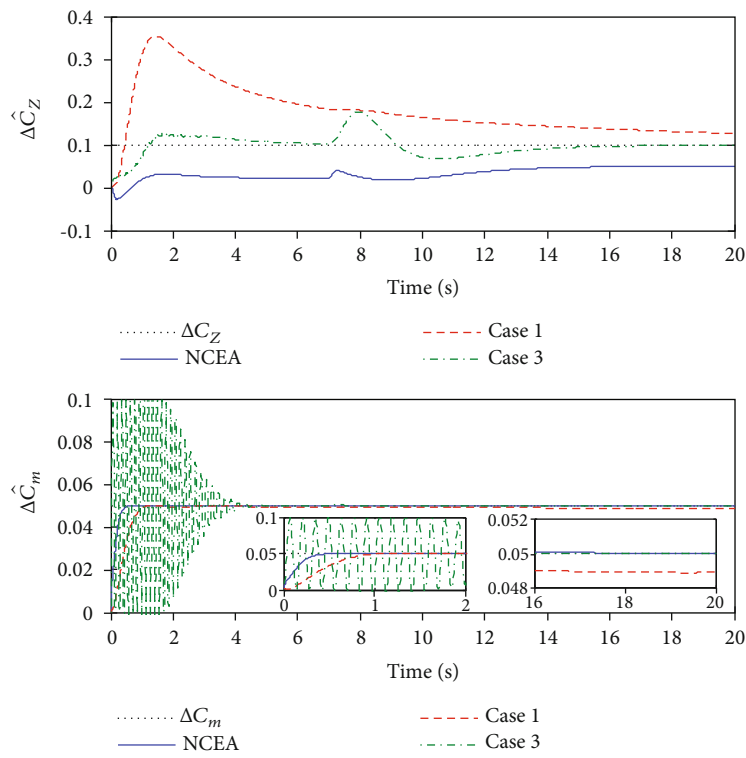 0.4
0.3
0.2
0.1
0
-0.1
ΔĈ_Z
0 2 4 6 8 10 12 14 16 18 20
Time (s)
ΔC_Z Case 1
NCEA Case 3
0.1
0.08
0.06
0.04
0.02
0
ΔĈ_m
0.1
0.05
0
0 1 2
0.052
0.05
0.048
16 18 20
0 2 4 6 8 10 12 14 16 18 20
Time (s)
ΔC_m Case 1
NCEA Case 3